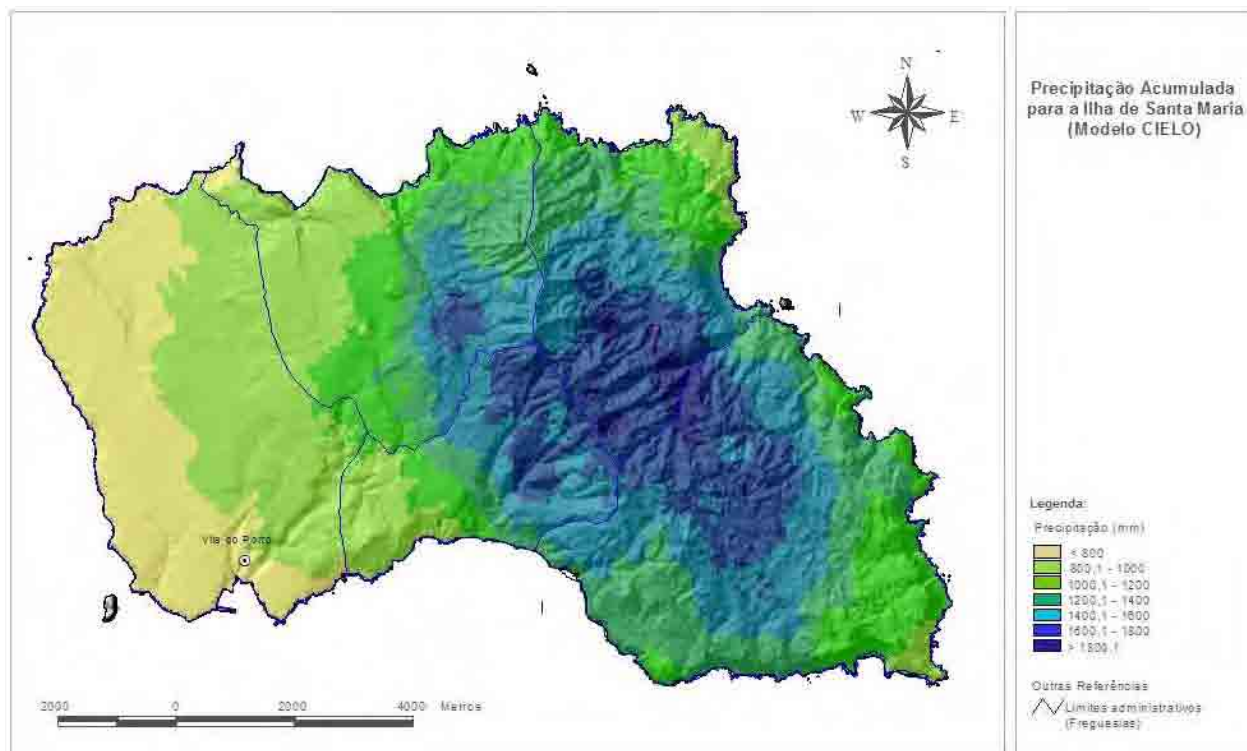 Precipitação Acumulada
para a Ilha de Santa Maria
(Modelo CIELO)
N
W E
S
Vila do Porto
Legenda:
Precipitação (mm)
< 800
800,1 – 1000
1000,1 – 1200
1200,1 – 1400
1400,1 – 1600
1600,1 – 1800
> 1800,1
Outras Referências
Limites administrativos
(Freguesias)
2000 0 2000 4000 Metros